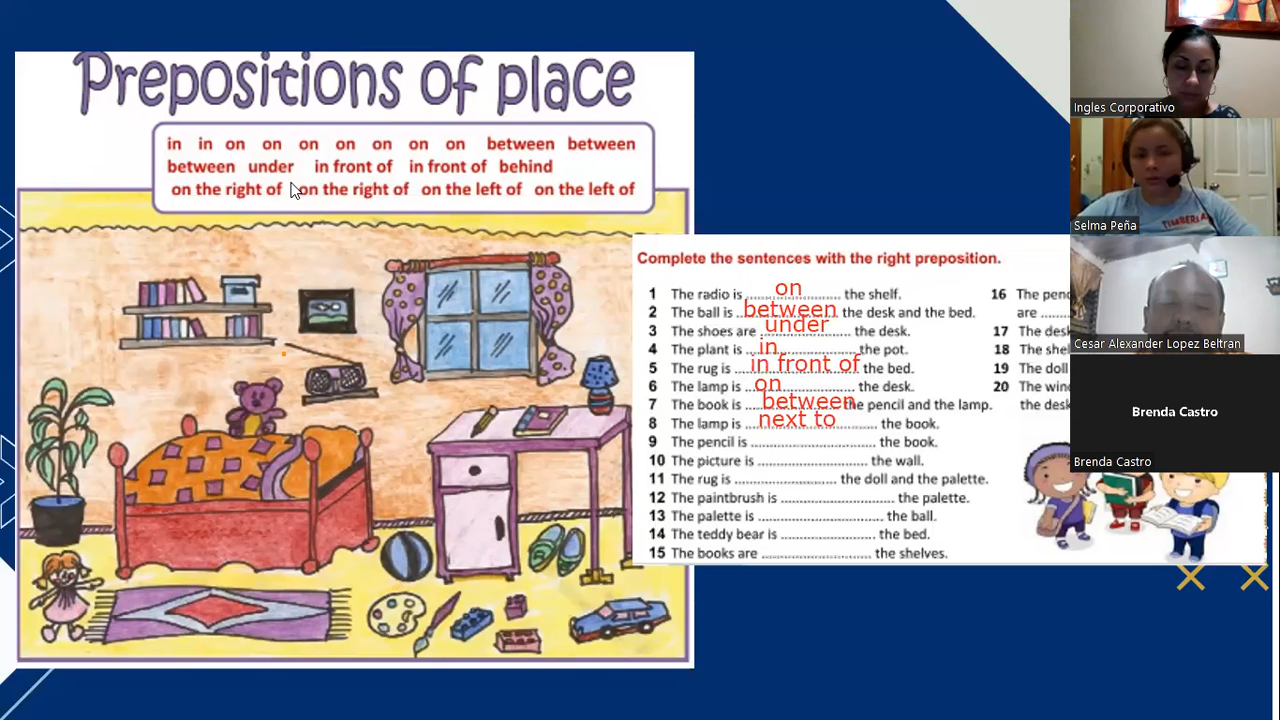 Prepositions of place
in in on on on on on on on between between
between under in front of in front of behind
on the right of on the right of on the left of on the left of
Complete the sentences with the right preposition.
1 The radio is on the shelf.
2 The ball is between the desk and the bed.
3 The shoes are under the desk.
4 The plant is in the pot.
5 The rug is in front of the bed.
6 The lamp is on the desk.
7 The book is between the pencil and the lamp.
8 The lamp is next to the book.
9 The pencil is ............................... the book.
10 The picture is ............................ the wall.
11 The rug is .......................... the doll and the palette.
12 The paintbrush is ............................. the palette.
13 The palette is ................................ the ball.
14 The teddy bear is ........................ the bed.
15 The books are ............................ the shelves.
16 The
are ........
17 The
18 The
19 The doll
20 The
the
Ingles Corporativo
Selma Peña
TIMBERLA
Cesar Alexander Lopez Beltran
Brenda Castro
Brenda Castro